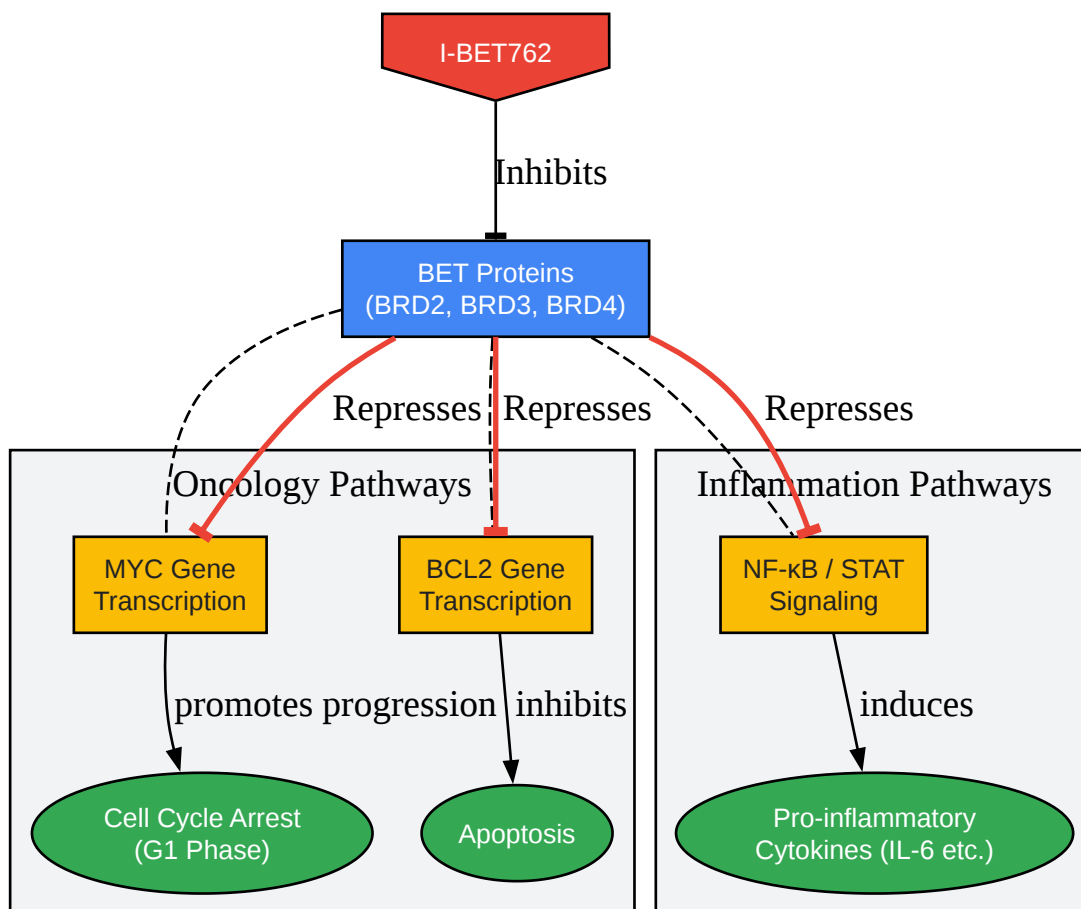 I-BET762
Inhibits
BET Proteins
(BRD2, BRD3, BRD4)
Represses
Represses
Represses
Oncology Pathways
Inflammation Pathways
MYC Gene
Transcription
BCL2 Gene
Transcription
NF-κB / STAT
Signaling
promotes progression
inhibits
induces
Cell Cycle Arrest
(G1 Phase)
Apoptosis
Pro-inflammatory
Cytokines (IL-6 etc.)